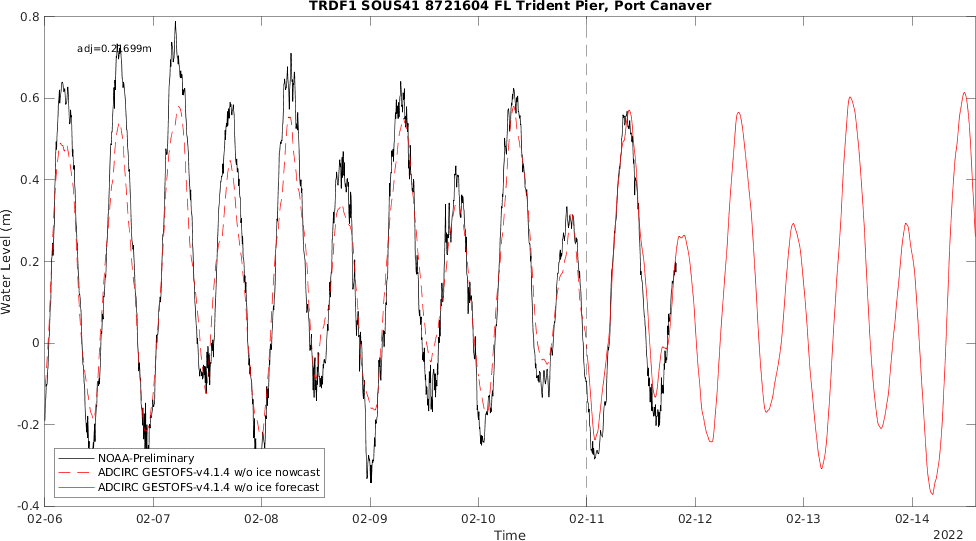 TRDF1 SOUS41 8721604 FL Trident Pier, Port Canaver
0.8
adj=0.21699m
0.6
0.4
0.2
0
-0.2
-0.4
Water Level (m)
NOAA-Preliminary
ADCIRC GESTOFS-v4.1.4 w/o ice nowcast
ADCIRC GESTOFS-v4.1.4 w/o ice forecast
02-06 02-07 02-08 02-09 02-10 02-11 02-12 02-13 02-14
Time
2022